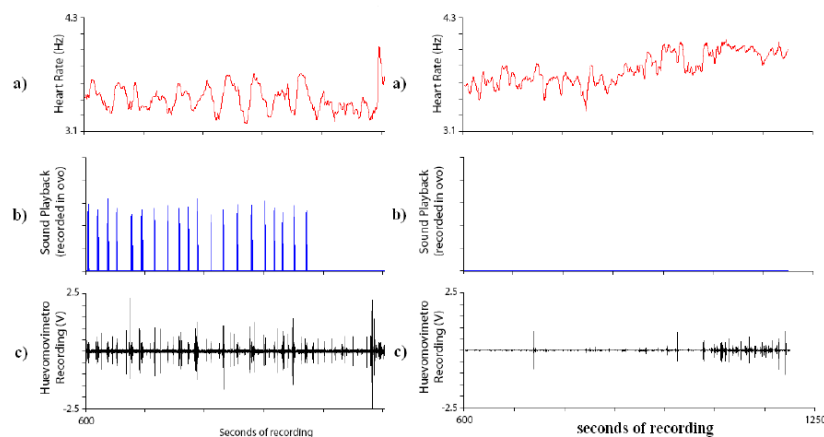 4.3
Heart Rate (Hz)
a)
3.1
Sound Playback
(recorded in ovo)
b)
2.5
Huevomovimetro
Recording (V)
c)
-2.5
600
Seconds of recording
4.3
Heart Rate (Hz)
a)
3.1
Sound Playback
(recorded in ovo)
b)
2.5
Huevomovimetro
Recording (V)
c)
-2.5
600
1250
seconds of recording